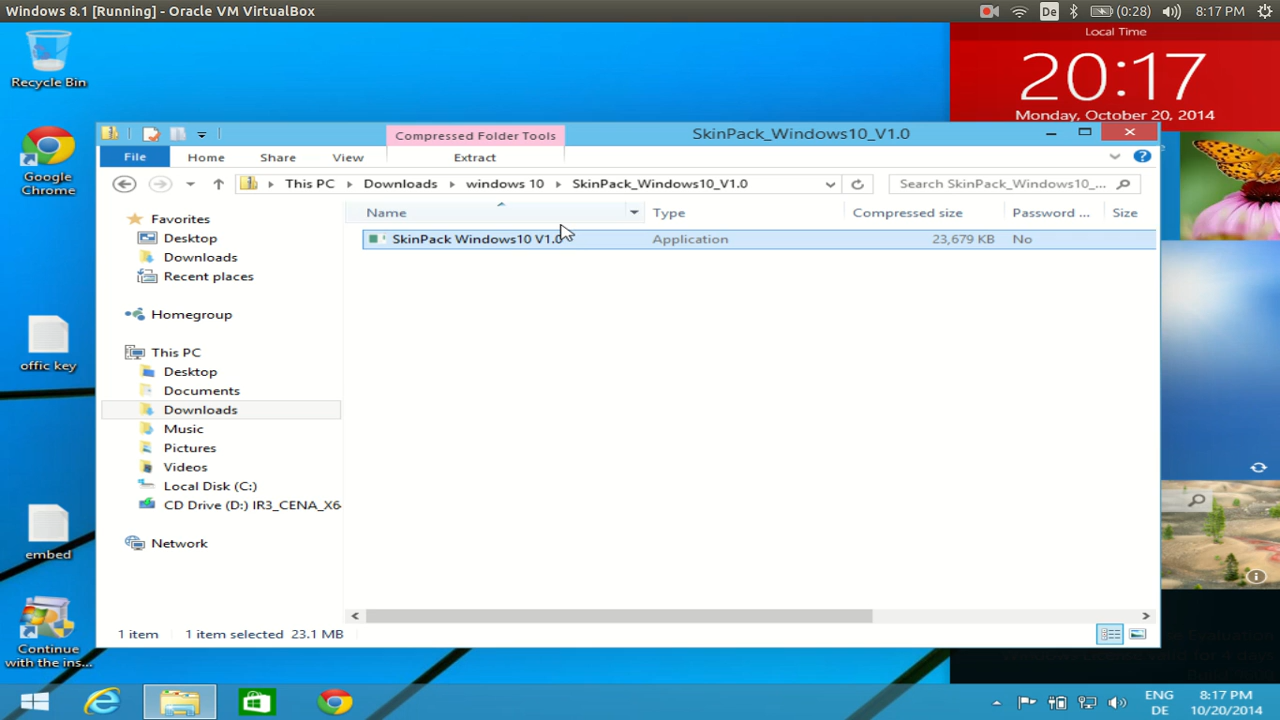 Windows 8.1 [Running] - Oracle VM VirtualBox
De
(0:28)
8:17 PM
Recycle Bin
Google
Chrome
offic key
embed
Continue
with the ins...
Local Time
20:17
Monday, October 20, 2014
Compressed Folder Tools
SkinPack_Windows10_V1.0
File
Home
Share
View
Extract
This PC
Downloads
windows 10
SkinPack_Windows10_V1.0
Search SkinPack_Windows10_...
Name
Type
Compressed size
Password ...
Size
SkinPack Windows10 V1.0
Application
23,679 KB
No
Favorites
Desktop
Downloads
Recent places
Homegroup
This PC
Desktop
Documents
Downloads
Music
Pictures
Videos
Local Disk (C:)
CD Drive (D:) IR3_CENA_X6
Network
1 item
1 item selected 23.1 MB
ENG
DE
8:17 PM
10/20/2014